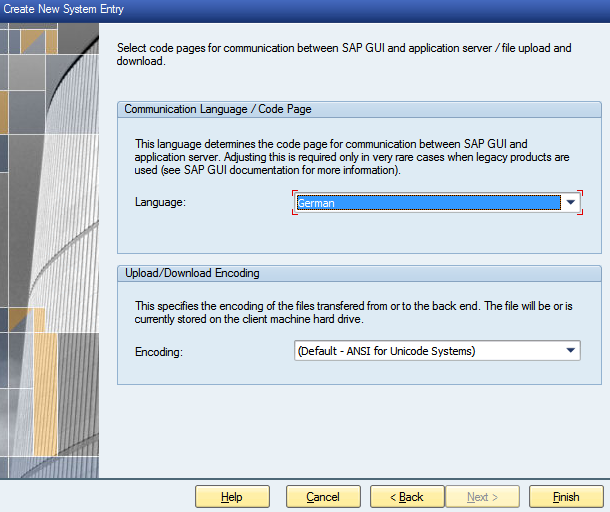 Create New System Entry
Select code pages for communication between SAP GUI and application server / file upload and
download.
Communication Language / Code Page
This language determines the code page for communication between SAP GUI and
application server. Adjusting this is required only in very rare cases when legacy products are
used (see SAP GUI documentation for more information).
Language: German
Upload/Download Encoding
This specifies the encoding of the files transfered from or to the back end. The file will be or is
currently stored on the client machine hard drive.
Encoding: (Default - ANSI for Unicode Systems)
Help Cancel < Back Next > Finish